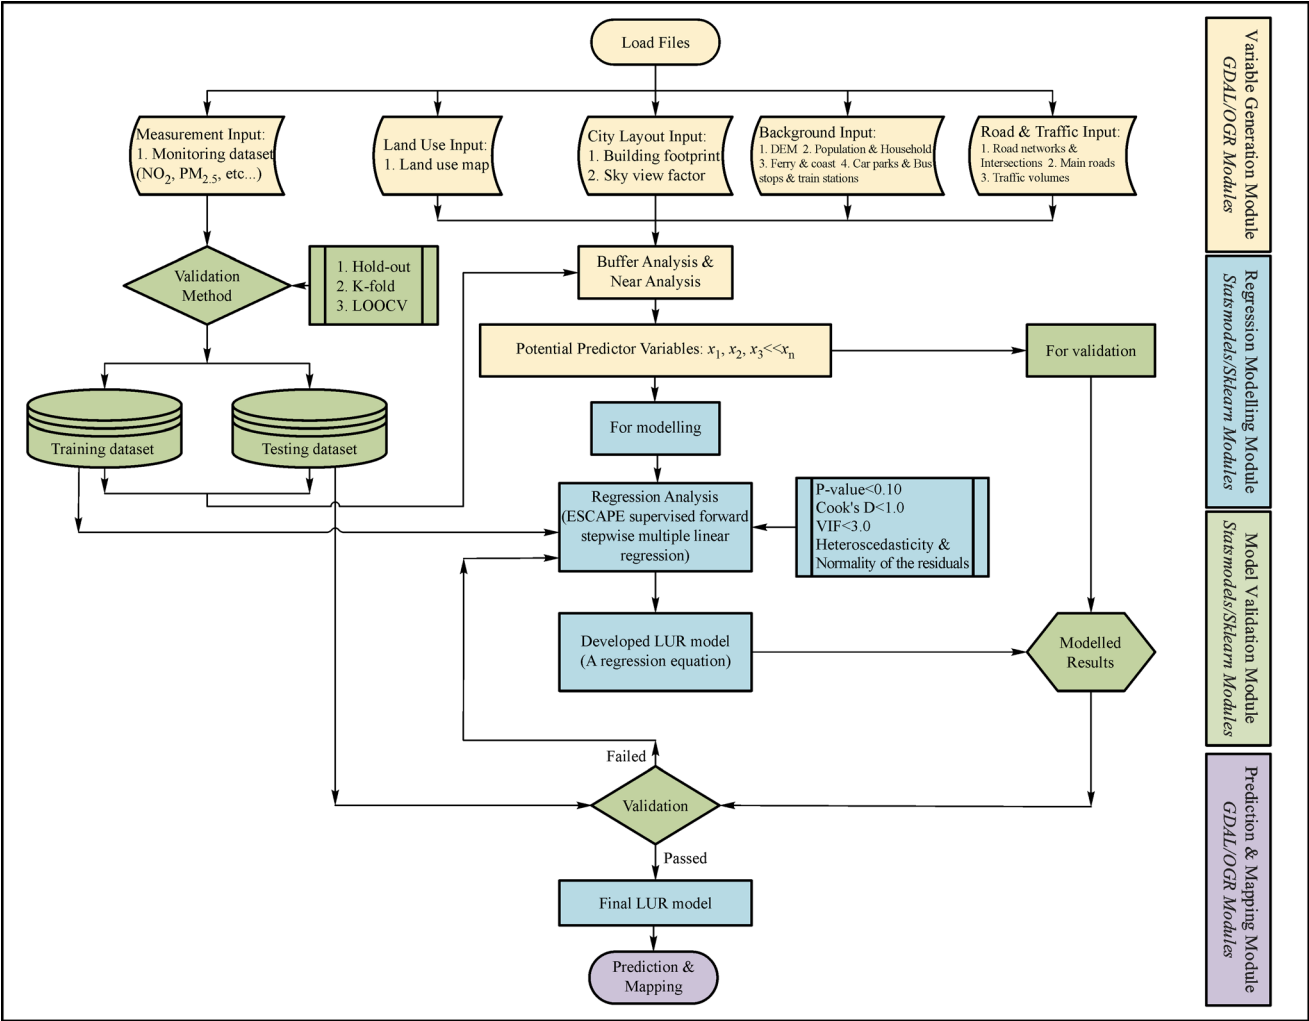 Load Files
Measurement Input:
1. Monitoring dataset
(NO2, PM2.5, etc...)
Land Use Input:
1. Land use map
City Layout Input:
1. Building footprint
2. Sky view factor
Background Input:
1. DEM 2. Population & Household
3. Ferry & coast 4. Car parks & Bus
stops & train stations
Road & Traffic Input:
1. Road networks &
Intersections 2. Main roads
3. Traffic volumes
Validation
Method
1. Hold-out
2. K-fold
3. LOOCV
Buffer Analysis &
Near Analysis
Potential Predictor Variables: x1, x2, x3<<xn
For validation
Training dataset
Testing dataset
For modelling
Regression Analysis
(ESCAPE supervised forward
stepwise multiple linear
regression)
P-value<0.10
Cook's D<1.0
VIF<3.0
Heteroscedasticity &
Normality of the residuals
Developed LUR model
(A regression equation)
Modelled
Results
Failed
Validation
Passed
Final LUR model
Prediction &
Mapping
Variable Generation Module
GDAL/OGR Modules
Regression Modelling Module
Statsmodels/Sklearn Modules
Model Validation Module
Statsmodels/Sklearn Modules
Prediction & Mapping Module
GDAL/OGR Modules